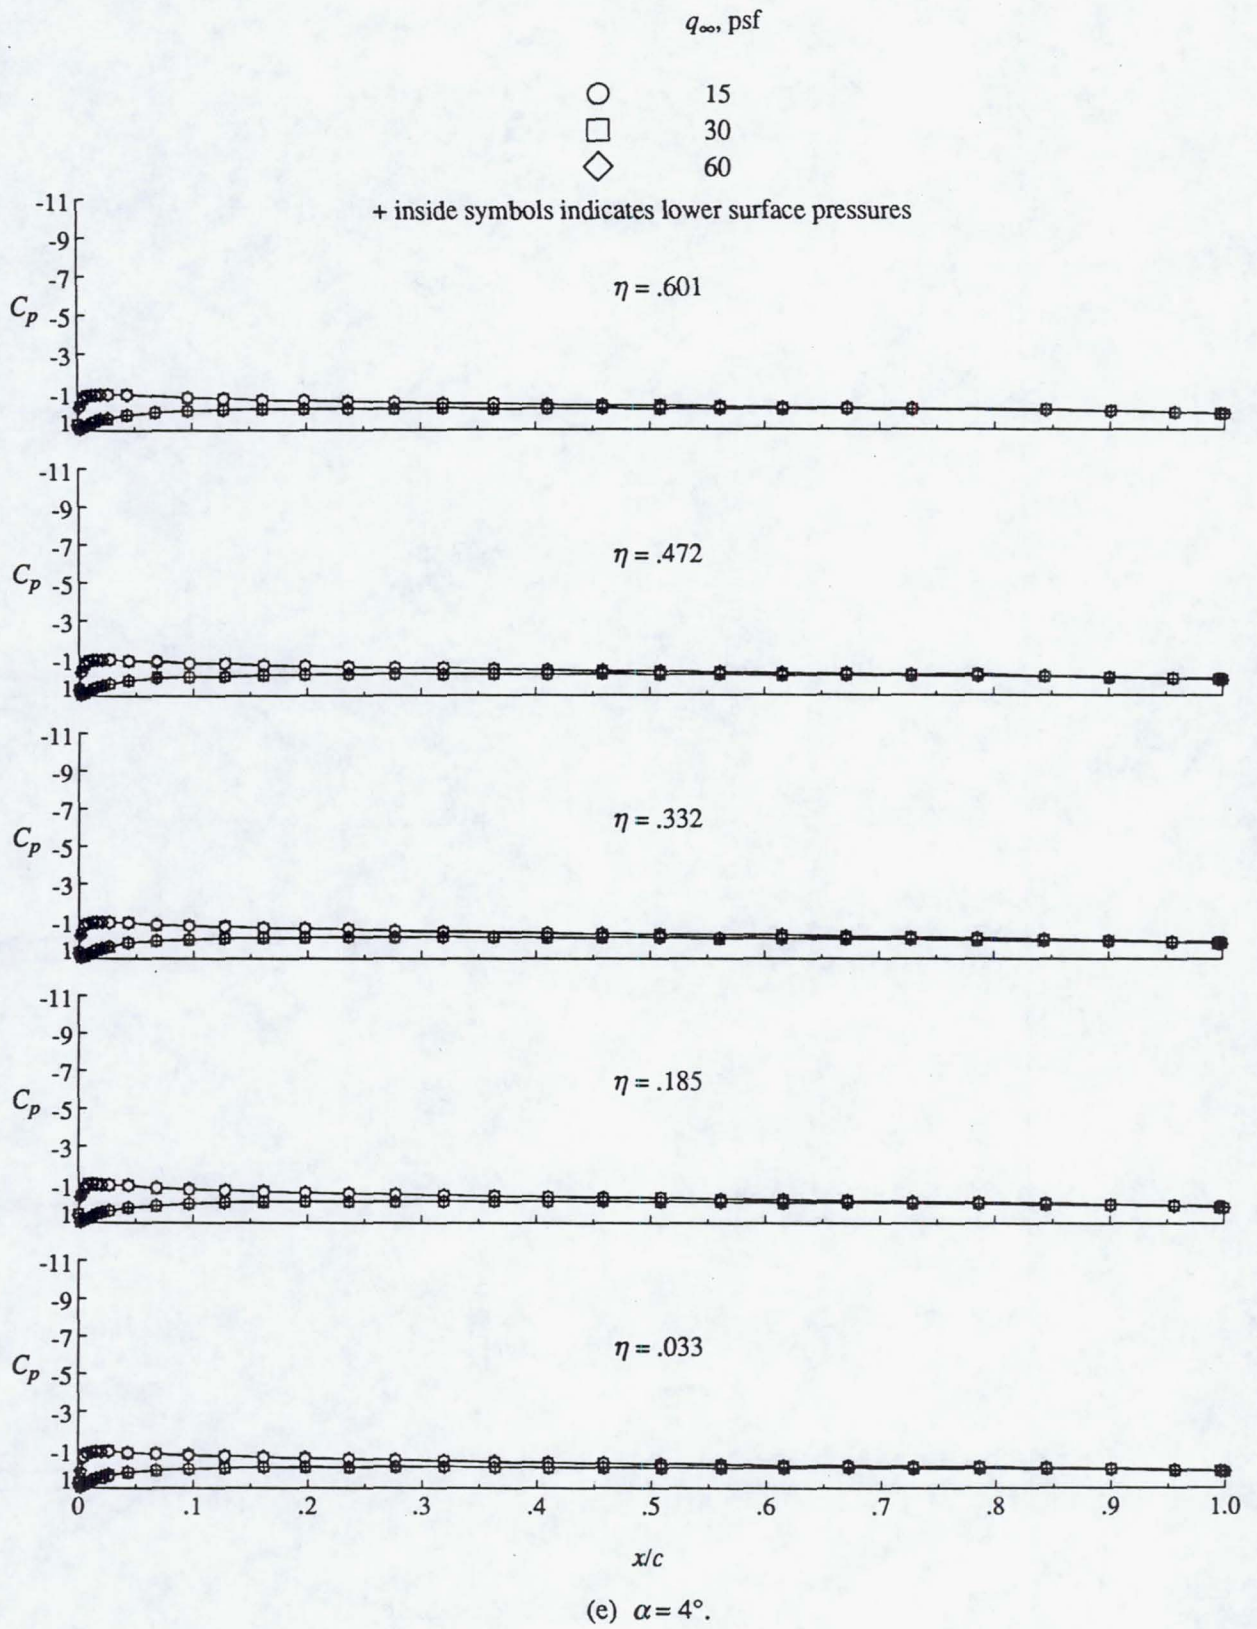 q∞, psf
15
30
60
+ inside symbols indicates lower surface pressures
-11
-9
-7
Cp -5
-3
-1
1
η = .601
-11
-9
-7
Cp -5
-3
-1
1
η = .472
-11
-9
-7
Cp -5
-3
-1
1
η = .332
-11
-9
-7
Cp -5
-3
-1
1
η = .185
-11
-9
-7
Cp -5
-3
-1
1
η = .033
0 .1 .2 .3 .4 .5 .6 .7 .8 .9 1.0
x/c
(e) α = 4°.